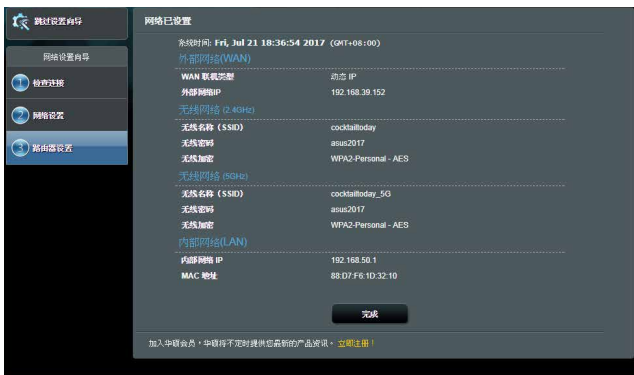 跳过设置向导
网络设置向导
1 检查连接
2 网络设置
3 路由器设置
网络已设置
系统时间: Fri, Jul 21 18:36:54 2017 (GMT+08:00)
外部网络(WAN)
WAN 联机类型 动态 IP
外部网络IP 192.168.39.152
无线网络 (2.4GHz)
无线名称（SSID） cocktailtoday
无线密码 asus2017
无线加密 WPA2-Personal - AES
无线网络 (5GHz)
无线名称（SSID） cocktailtoday_5G
无线密码 asus2017
无线加密 WPA2-Personal - AES
内部网络(LAN)
内部网络 IP 192.168.50.1
MAC 地址 88:D7:F6:1D:32:10
完成
加入华硕会员，华硕将不定时提供您最新的产品资讯。立即注册！